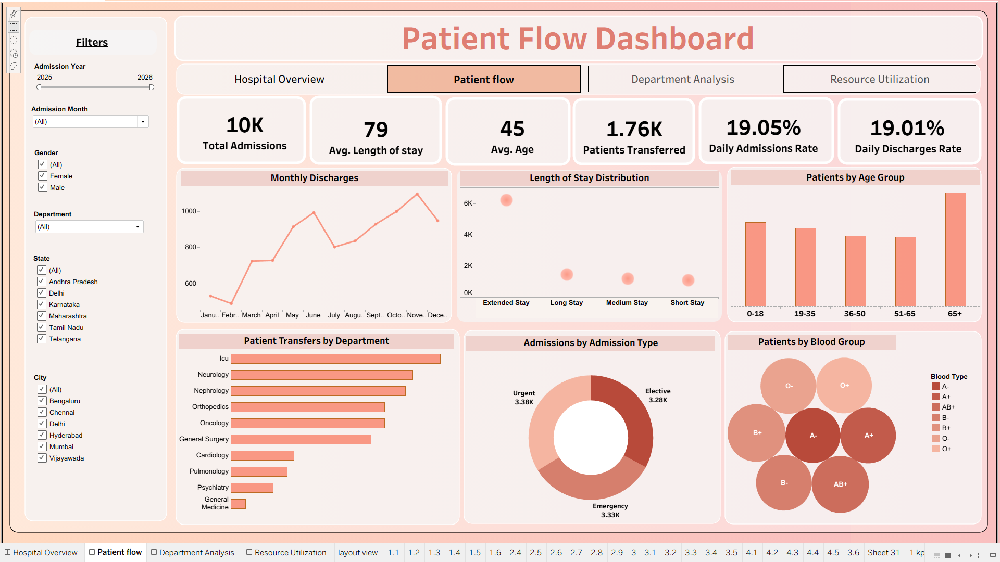 Patient Flow Dashboard
Filters
Admission Year
2025 2026
Admission Month
(All)
Gender
(All)
Female
Male
Department
(All)
State
(All)
Andhra Pradesh
Delhi
Karnataka
Maharashtra
Tamil Nadu
Telangana
City
(All)
Bengaluru
Chennai
Delhi
Hyderabad
Mumbai
Vijayawada
Hospital Overview
Patient flow
Department Analysis
Resource Utilization
10K
Total Admissions
79
Avg. Length of stay
45
Avg. Age
1.76K
Patients Transferred
19.05%
Daily Admissions Rate
19.01%
Daily Discharges Rate
Monthly Discharges
1000
800
600
Janu.. Febr.. March April May June July Augu.. Sept.. Octo.. Nove.. Dece..
Length of Stay Distribution
6K
4K
2K
0K
Extended Stay Long Stay Medium Stay Short Stay
Patients by Age Group
0-18 19-35 36-50 51-65 65+
Patient Transfers by Department
Icu
Neurology
Nephrology
Orthopedics
Oncology
General Surgery
Cardiology
Pulmonology
Psychiatry
General
Medicine
Admissions by Admission Type
Urgent
3.38K
Elective
3.28K
Emergency
3.33K
Patients by Blood Group
O- O+
B+ A- A+
B- AB+
Blood Type
A-
A+
AB+
B-
B+
O-
O+
Hospital Overview Patient flow Department Analysis Resource Utilization layout view 1.1 1.2 1.3 1.4 1.5 1.6 2.4 2.5 2.6 2.7 2.8 2.9 3 3.1 3.2 3.3 3.4 3.5 4.1 4.2 4.3 4.4 4.5 3.6 Sheet 31 1 kp